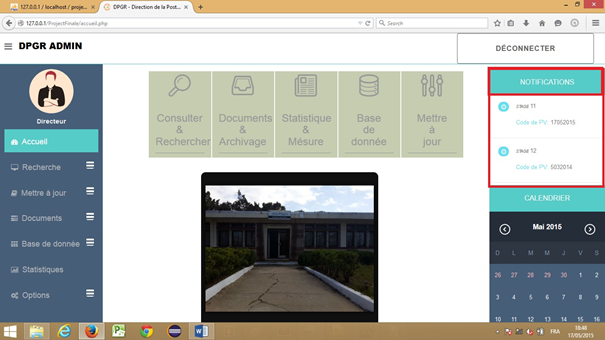 127.0.0.1 / localhost / proje...
DPGR - Direction de la Post...
127.0.0.1/ProjectFinale/accueil.php
Search
DPGR ADMIN
DÉCONNECTER
Directeur
Accueil
Recherche
Mettre à jour
Documents
Base de donnée
Statistiques
Options
Consulter
&
Rechercher
Documents
&
Archivage
Statistique
&
Mésure
Base
de
donnée
Mettre
à
jour
NOTIFICATIONS
11
Code de PV: 17052015
12
Code de PV: 5032014
CALENDRIER
Mai 2015
D L M M J V S
26 27 28 29 30 1 2
3 4 5 6 7 8 9
10 11 12 13 14 15 16
FRA
18:48
17/05/2015